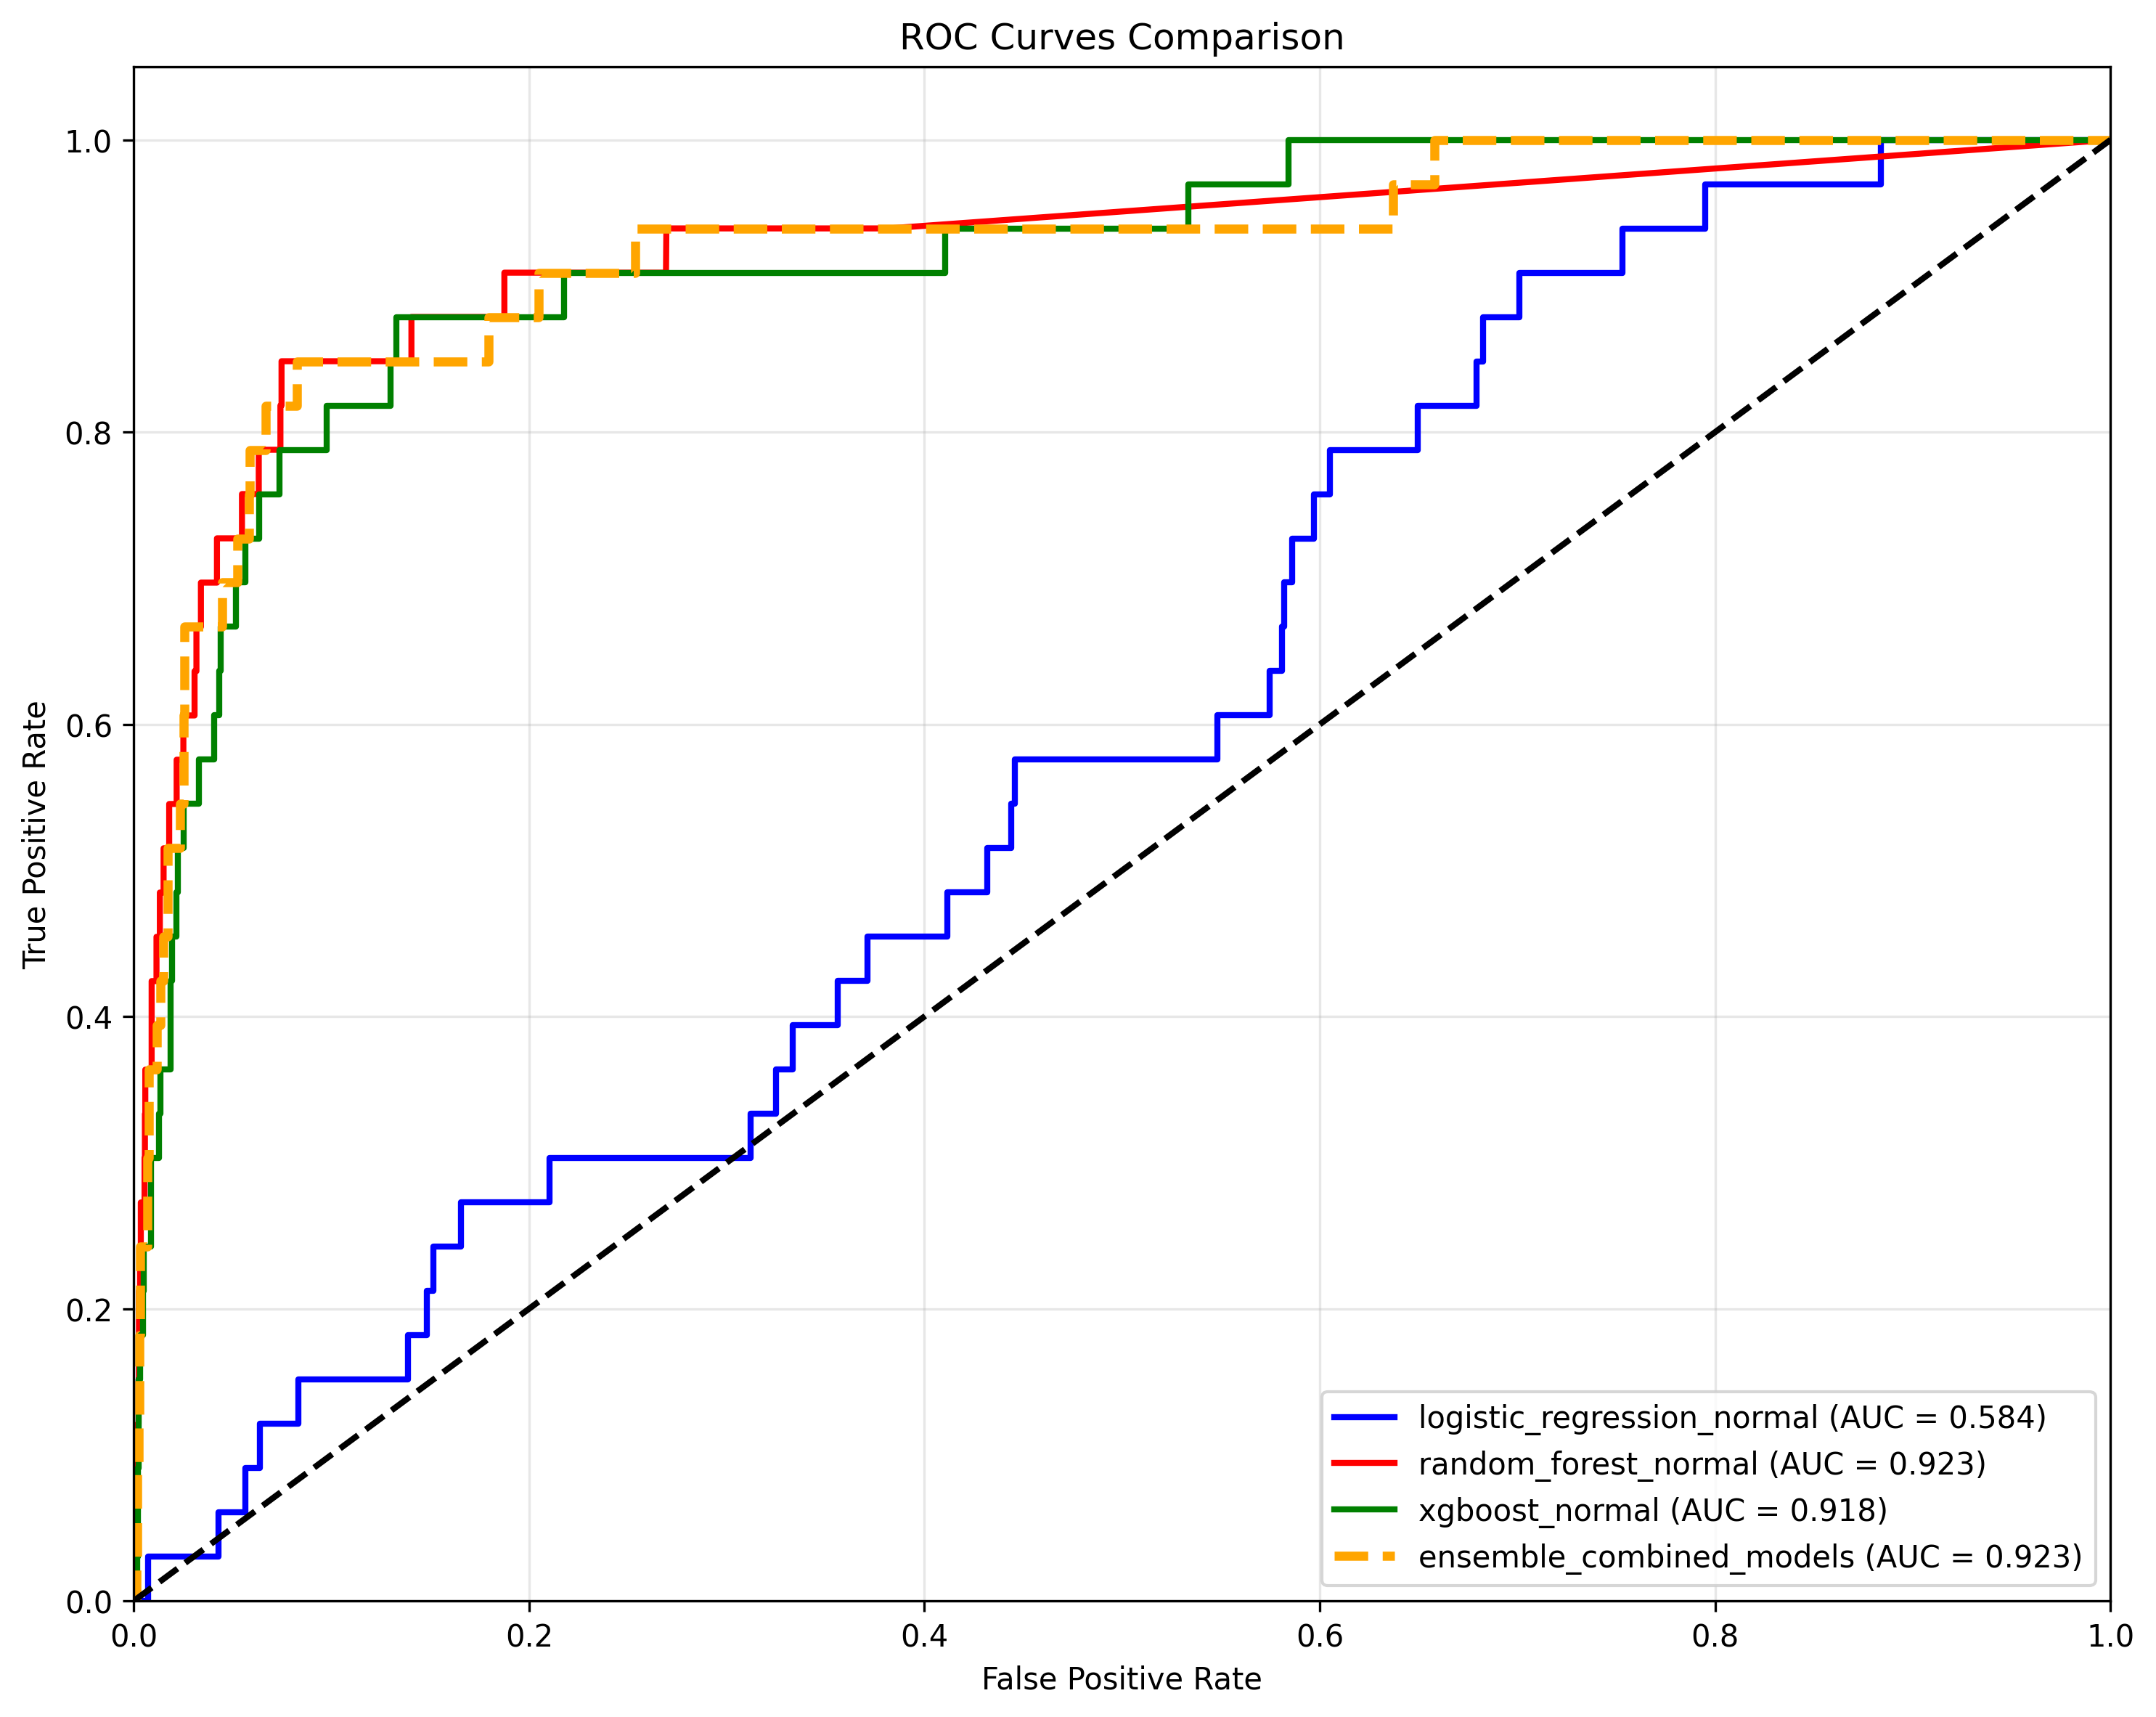 ROC Curves Comparison
1.0
0.8
0.6
0.4
0.2
0.0
True Positive Rate
0.0 0.2 0.4 0.6 0.8 1.0
False Positive Rate
logistic_regression_normal (AUC = 0.584)
random_forest_normal (AUC = 0.923)
xgboost_normal (AUC = 0.918)
ensemble_combined_models (AUC = 0.923)